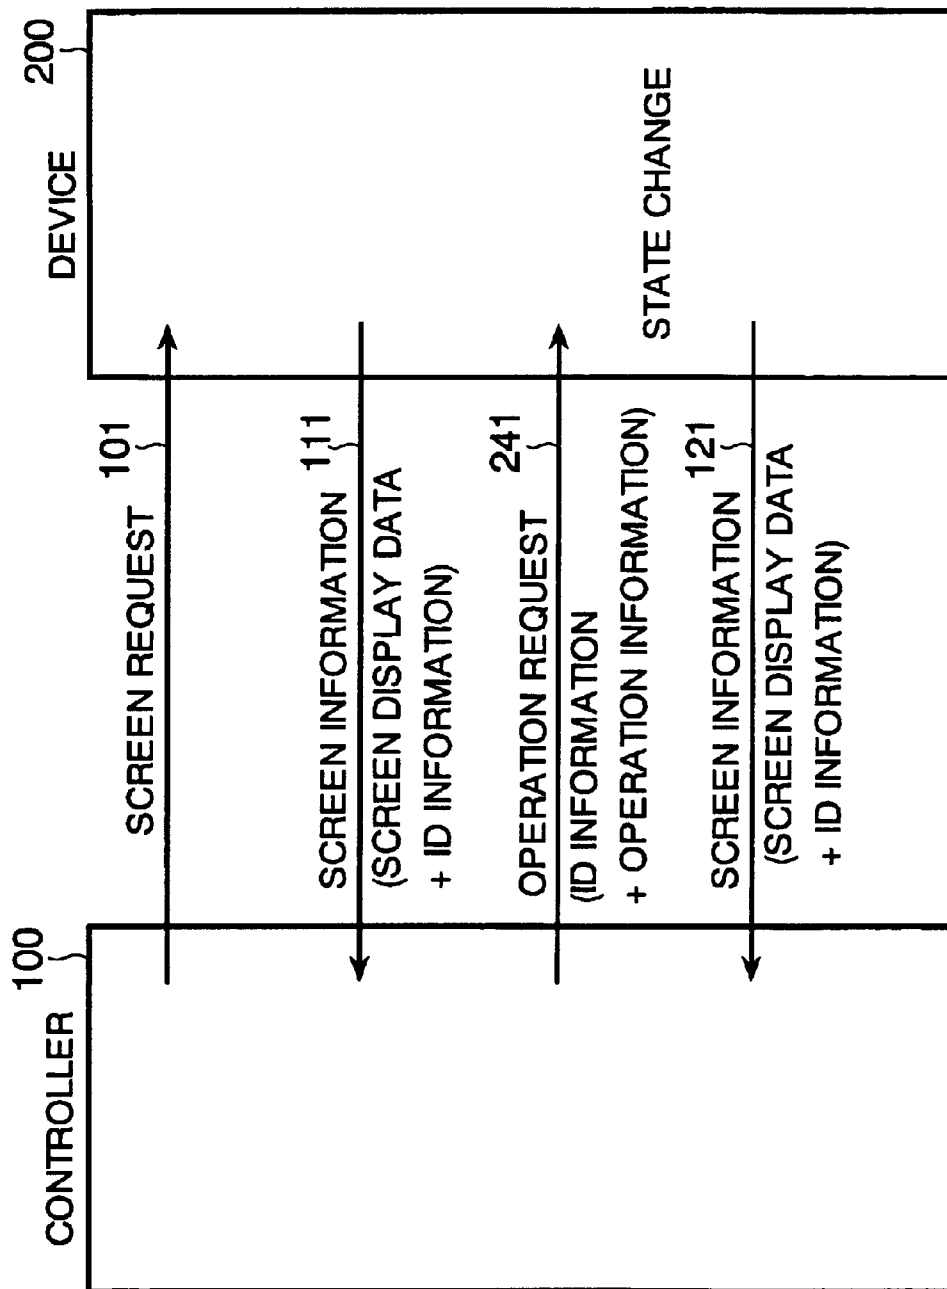 CONTROLLER
100
DEVICE
200
SCREEN REQUEST
101
SCREEN INFORMATION
111
(SCREEN DISPLAY DATA
+ ID INFORMATION)
OPERATION REQUEST
241
(ID INFORMATION
+ OPERATION INFORMATION)
STATE CHANGE
SCREEN INFORMATION
121
(SCREEN DISPLAY DATA
+ ID INFORMATION)